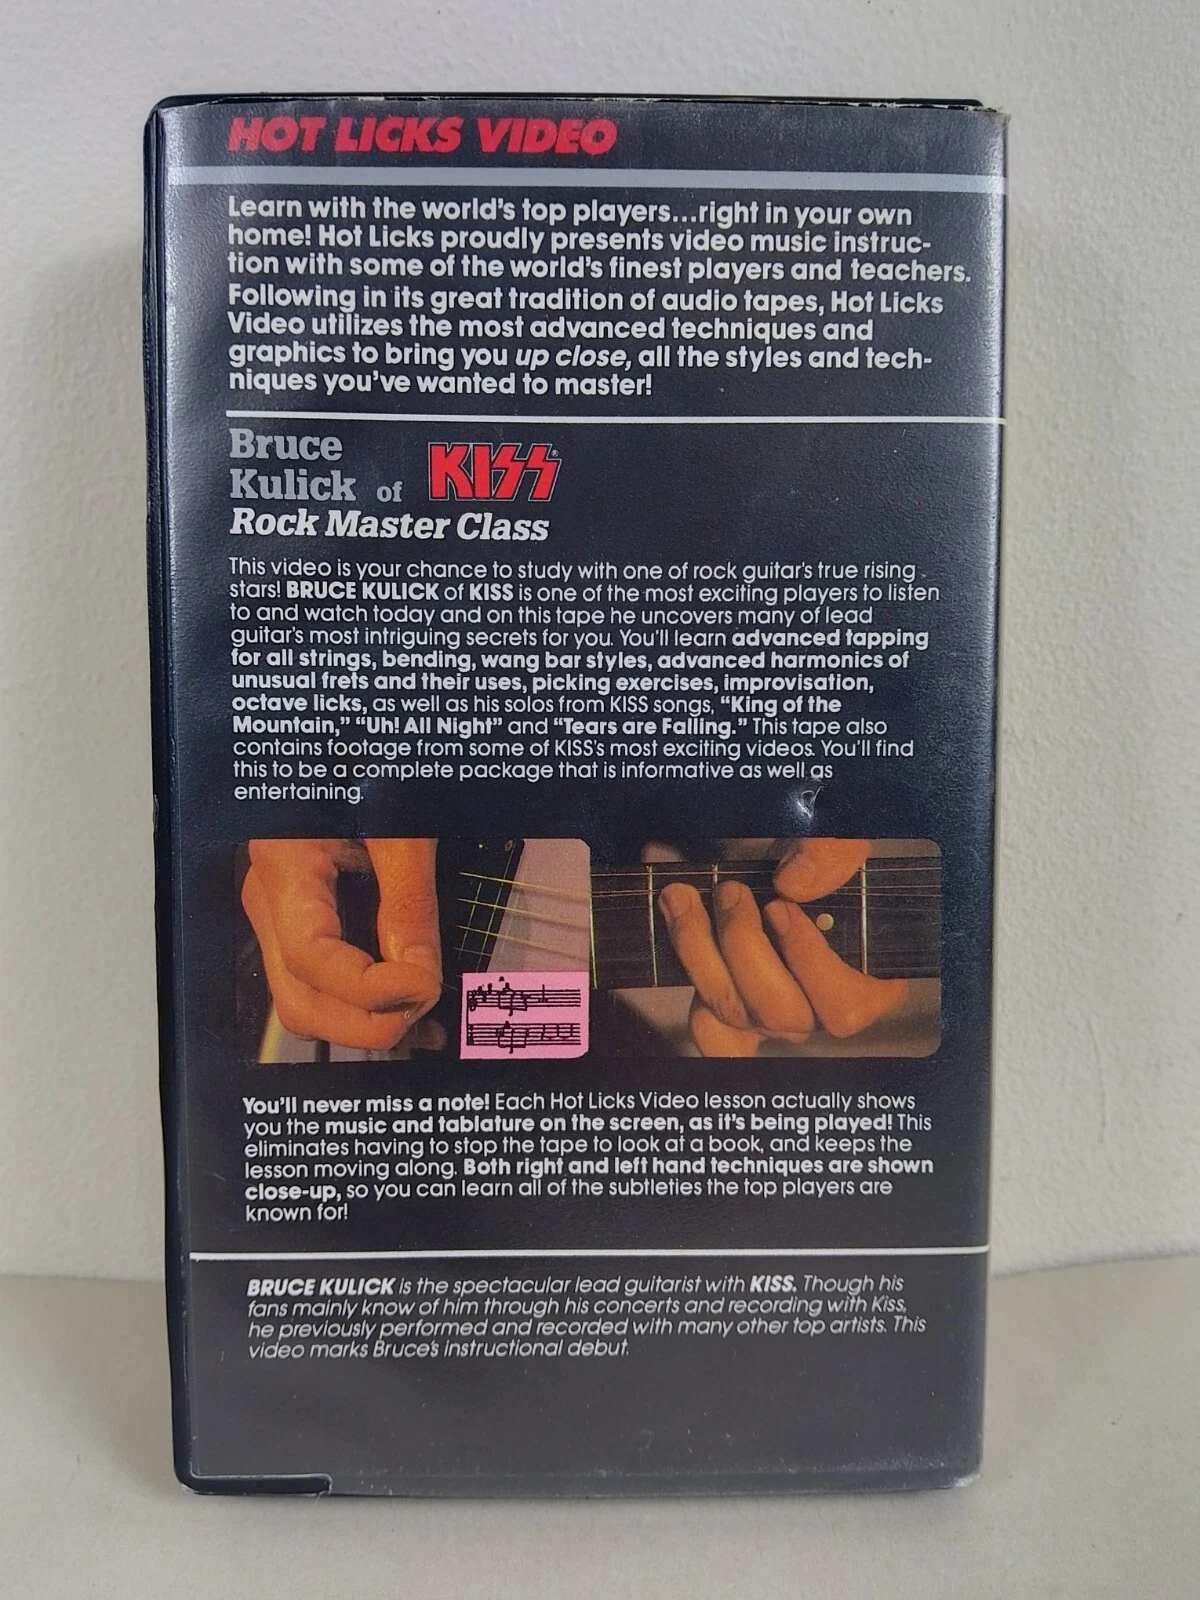 HOT LICKS VIDEO
Learn with the world's top players...right in your own
home! Hot Licks proudly presents video music instruc-
tion with some of the world's finest players and teachers.
Following in its great tradition of audio tapes, Hot Licks
Video utilizes the most advanced techniques and
graphics to bring you up close, all the styles and tech-
niques you've wanted to master!
Bruce
Kulick of KISS®
Rock Master Class
This video is your chance to study with one of rock guitar's true rising
stars! BRUCE KULICK of KISS is one of the most exciting players to listen
to and watch today and on this tape he uncovers many of lead
guitar's most intriguing secrets for you. You'll learn advanced tapping
for all strings, bending, wang bar styles, advanced harmonics of
unusual frets and their uses, picking exercises, improvisation,
octave licks, as well as his solos from KISS songs, "King of the
Mountain," "Uh! All Night" and "Tears are Falling." This tape also
contains footage from some of KISS's most exciting videos. You'll find
this to be a complete package that is informative as well as
entertaining.
You'll never miss a note! Each Hot Licks Video lesson actually shows
you the music and tablature on the screen, as it's being played! This
eliminates having to stop the tape to look at a book, and keeps the
lesson moving along. Both right and left hand techniques are shown
close-up, so you can learn all of the subtleties the top players are
known for!
BRUCE KULICK is the spectacular lead guitarist with KISS. Though his
fans mainly know of him through his concerts and recording with Kiss,
he previously performed and recorded with many other top artists. This
video marks Bruce's instructional debut.